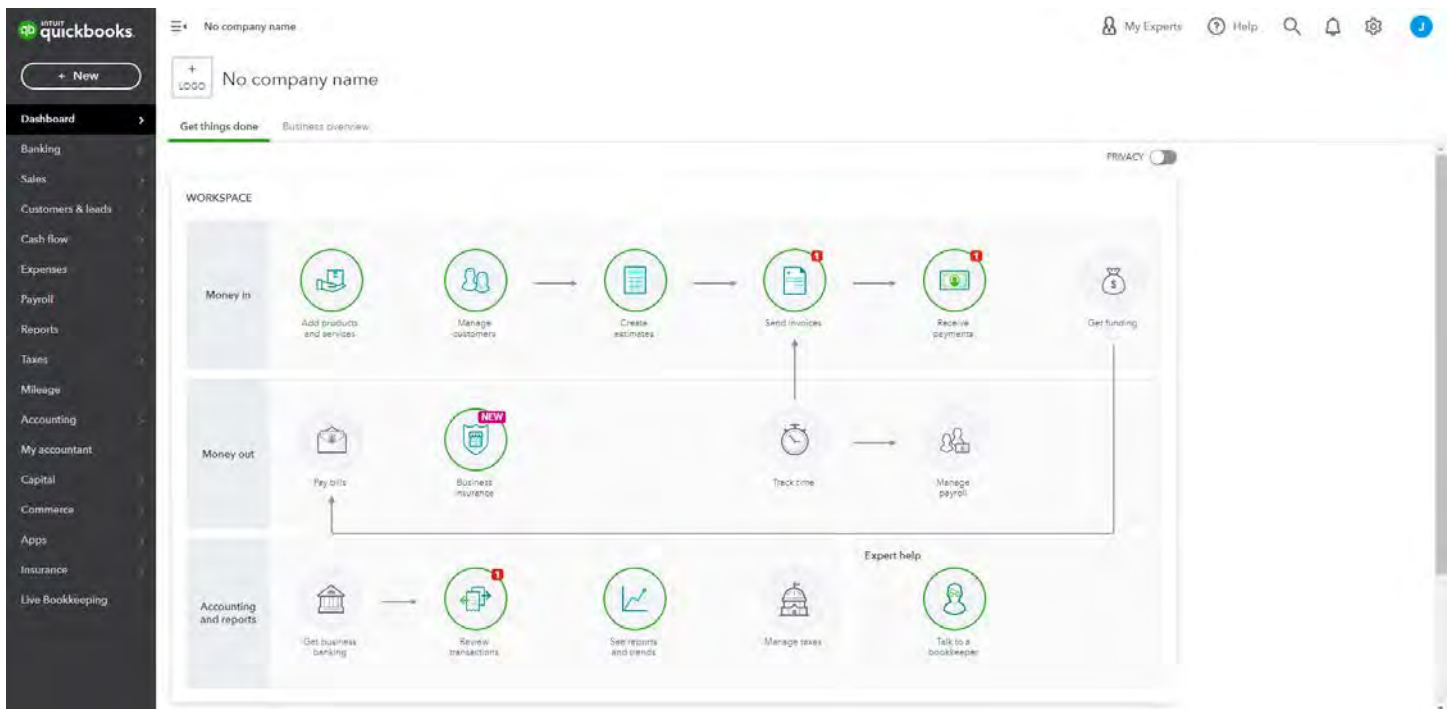 INTUIT
quickbooks.
No company name
My Experts
Help
J
+ New
+
LOGO
No company name
Dashboard
Get things done
Business overview
Banking
PRIVACY
Sales
WORKSPACE
Customers & leads
Cash flow
Expenses
Payroll
Reports
Taxes
Mileage
Accounting
My accountant
Capital
Commerce
Apps
Insurance
Live Bookkeeping
Money in
Add products
and services
Manage
customers
Create
estimates
1
Send invoices
1
Receive
payments
Get funding
Money out
Pay bills
NEW
Business
insurance
Track time
Manage
payroll
Expert help
Accounting
and reports
Get business
banking
1
Review
transactions
See reports
and trends
Manage taxes
Talk to a
bookkeeper